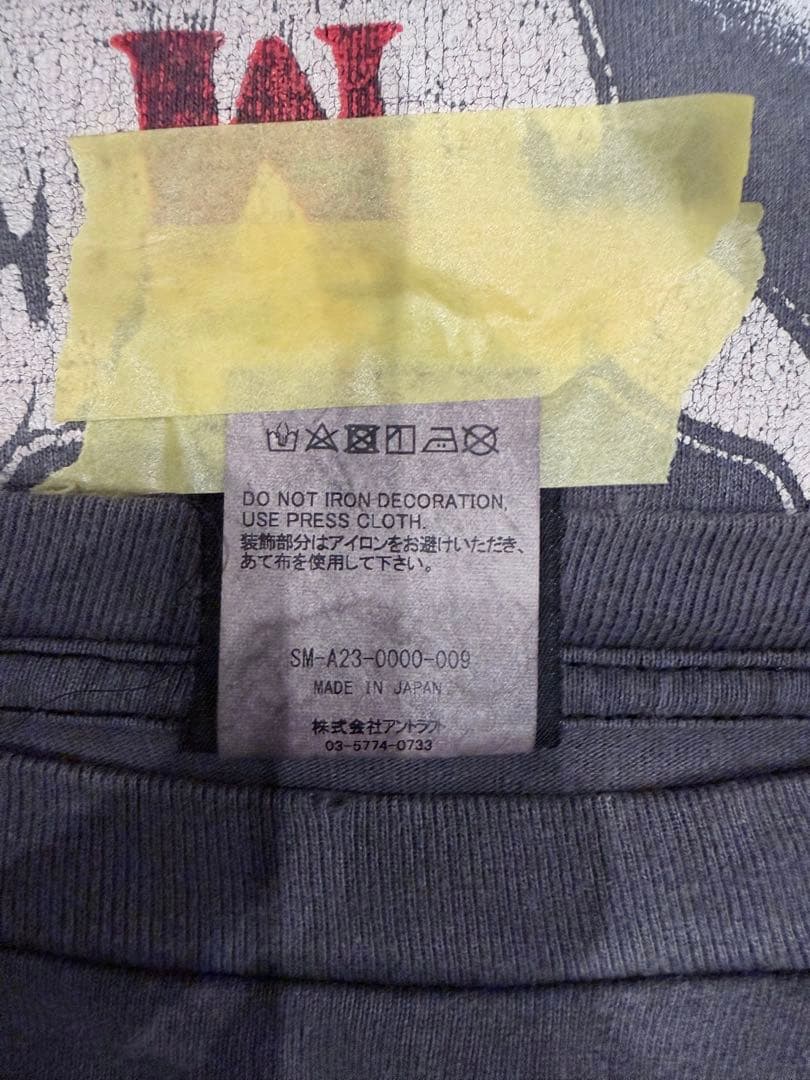 M
DO NOT IRON DECORATION,
USE PRESS CLOTH.
装飾部分はアイロンをお避けいただき、
あて布を使用して下さい。
SM-A23-0000-009
MADE IN JAPAN
株式会社アントラフト
03-5774-0733